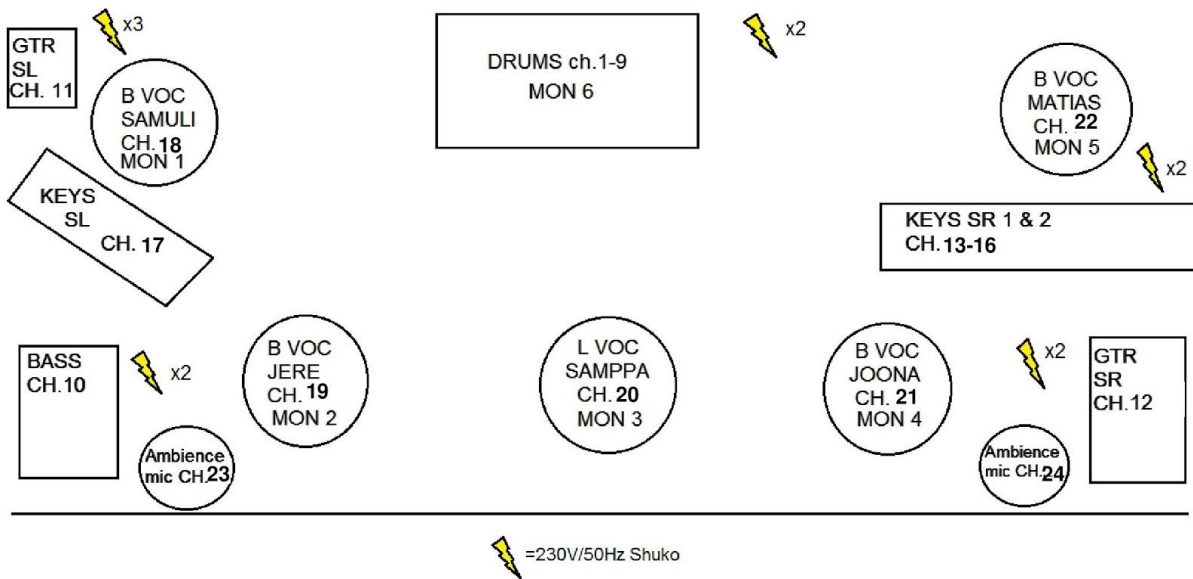 x3
GTR
SL
CH. 11
B VOC
SAMULI
CH. 18
MON 1
DRUMS ch.1-9
MON 6
x2
B VOC
MATIAS
CH. 22
MON 5
x2
KEYS
SL
CH. 17
KEYS SR 1 & 2
CH.13-16
BASS
CH.10
x2
B VOC
JERE
CH. 19
MON 2
L VOC
SAMPPA
CH. 20
MON 3
B VOC
JOONA
CH. 21
MON 4
x2
GTR
SR
CH.12
Ambience
mic CH.23
Ambience
mic CH.24
=230V/50Hz Shuko